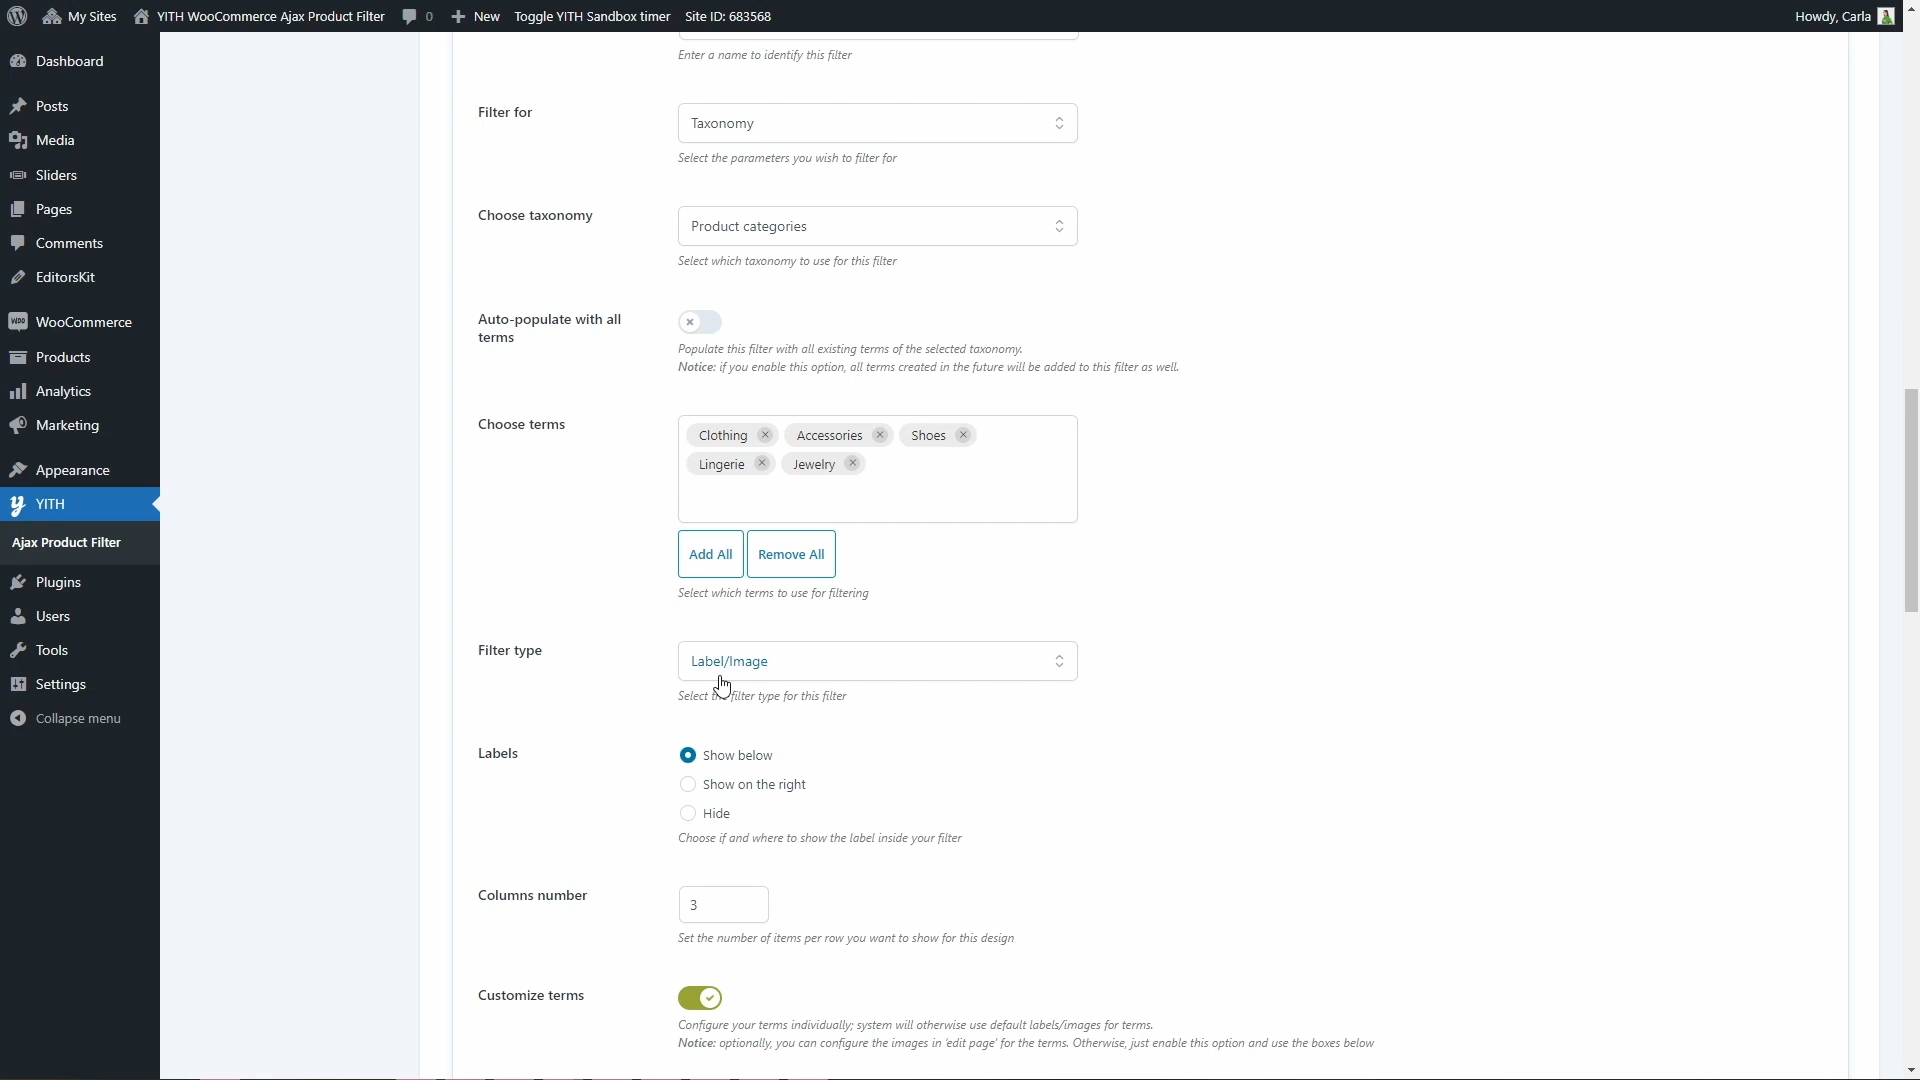 My Sites
YITH WooCommerce Ajax Product Filter
0
New
Toggle YITH Sandbox timer
Site ID: 683568
Howdy, Carla
Dashboard
Posts
Media
Sliders
Pages
Comments
EditorsKit
WooCommerce
Products
Analytics
Marketing
Appearance
YITH
Ajax Product Filter
Plugins
Users
Tools
Settings
Collapse menu
Enter a name to identify this filter
Filter for
Taxonomy
Select the parameters you wish to filter for
Choose taxonomy
Product categories
Select which taxonomy to use for this filter
Auto-populate with all
terms
Populate this filter with all existing terms of the selected taxonomy.
Notice: if you enable this option, all terms created in the future will be added to this filter as well.
Choose terms
Clothing × Accessories × Shoes ×
Lingerie × Jewelry ×
Add All
Remove All
Select which terms to use for filtering
Filter type
Label/Image
Select the filter type for this filter
Labels
Show below
Show on the right
Hide
Choose if and where to show the label inside your filter
Columns number
3
Set the number of items per row you want to show for this design
Customize terms
Configure your terms individually; system will otherwise use default labels/images for terms.
Notice: optionally, you can configure the images in 'edit page' for the terms. Otherwise, just enable this option and use the boxes below